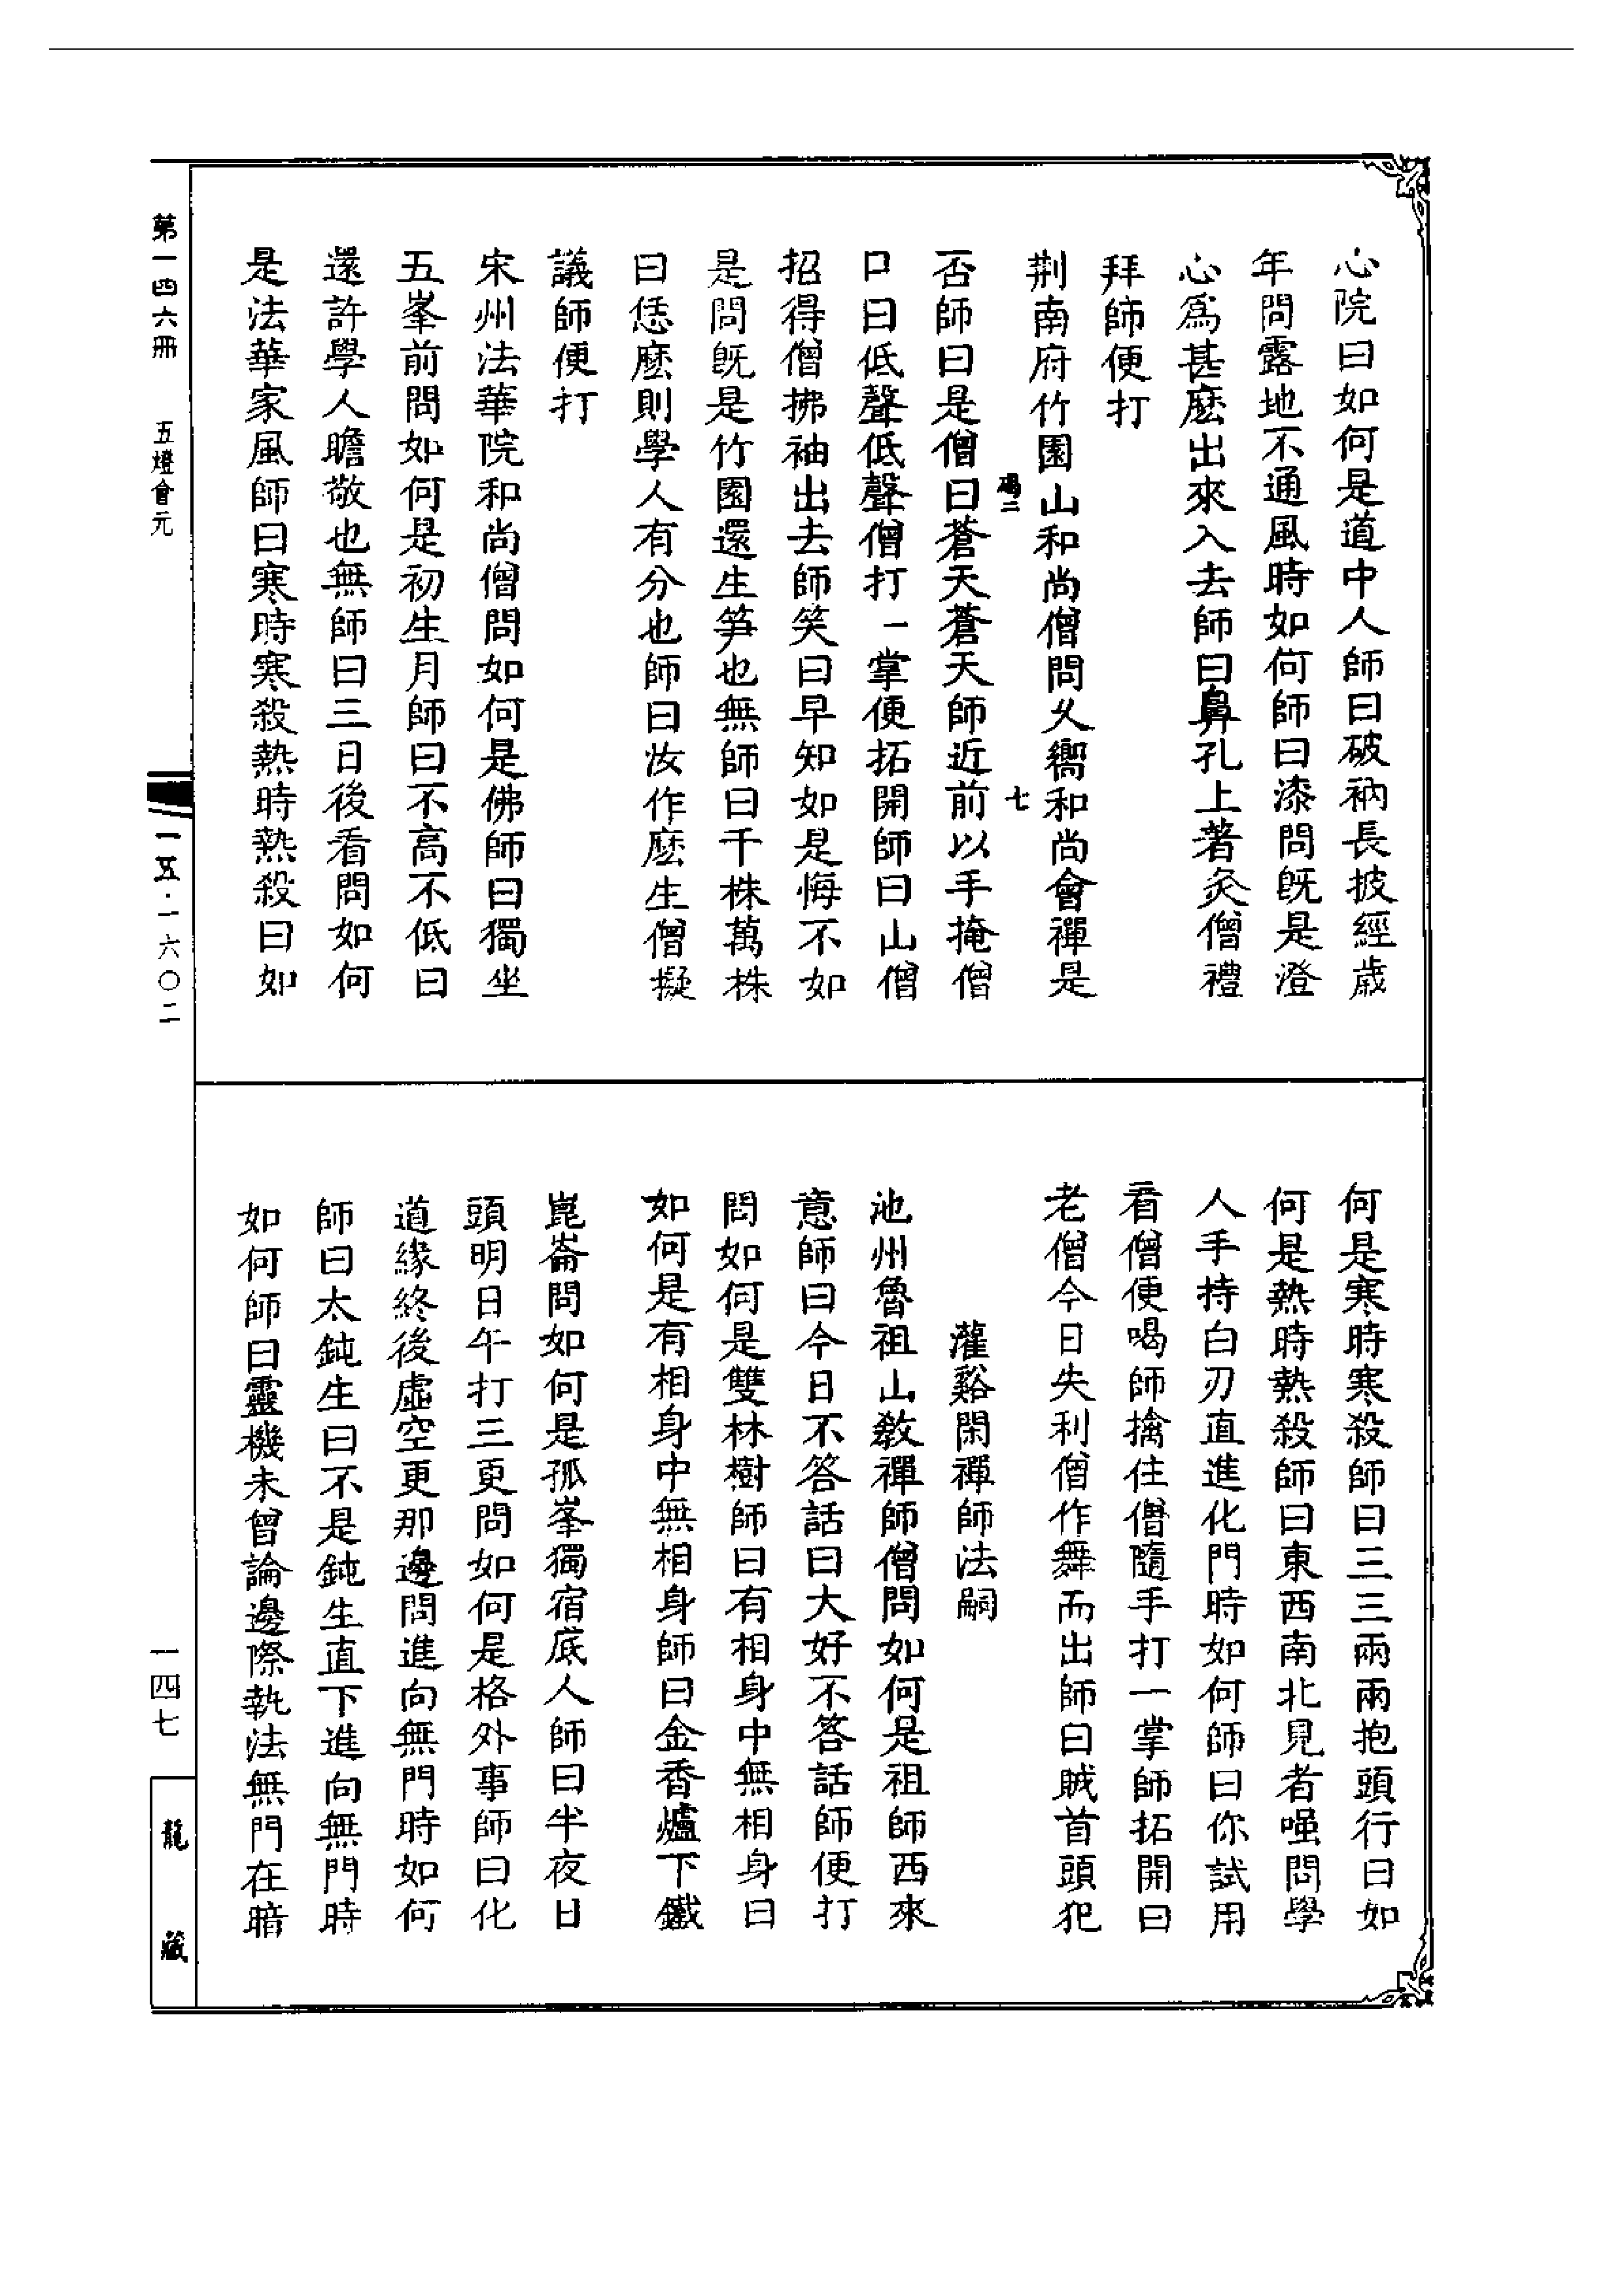 心院曰如何是道中人師曰破衲長披經歲
年問露地不通風時如何師曰漆問旣是澄
心爲甚麽出來入去師曰鼻孔上著灸僧禮
拜師便打
荆南府竹園山和尚僧問久嚮和尚會禪是
碣三
七
否師曰是僧曰蒼天蒼天師近前以手掩僧
口曰低聲低聲僧打一掌便拓開師曰山僧
招得僧拂袖出去師笑曰早知如是悔不如
是問旣是竹園還生笋也無師曰千株萬株
曰恁麽則學人有分也師曰汝作麽生僧擬
議師便打
宋州法華院和尚僧問如何是佛師曰獨坐
五峯前問如何是初生月師曰不高不低曰
還許學人瞻敬也無師曰三日後看問如何
是法華家風師曰寒時寒殺熱時熱殺曰如
何是寒時寒殺師曰三三兩兩抱頭行曰如
何是熱時熱殺師曰東西南北見者嗤問學
人手持白刃直進化門時如何師曰你試用
看僧便喝師擒住僧隨手打一掌師拓開曰
老僧今日失利僧作舞而出師曰賊首頭犯
灌谿閑禪師法嗣
池州魯祖山教禪師僧問如何是祖師西來
意師曰今日不答話曰大好不答話師便打
問如何是雙林樹師曰有相身中無相身曰
如何是有相身中無相身師曰金香爐下鐵
崑崙問如何是孤峯獨宿底人師曰半夜日
頭明日午打三更問如何是格外事師曰化
道緣終後虛空更那邊問進向無門時如何
師曰太鈍生曰不是鈍生直下進向無門時
如何師曰靈機未曾論邊際執法無門在暗
第一四六冊 五燈會元
一五·一六〇二
一四七
龍藏